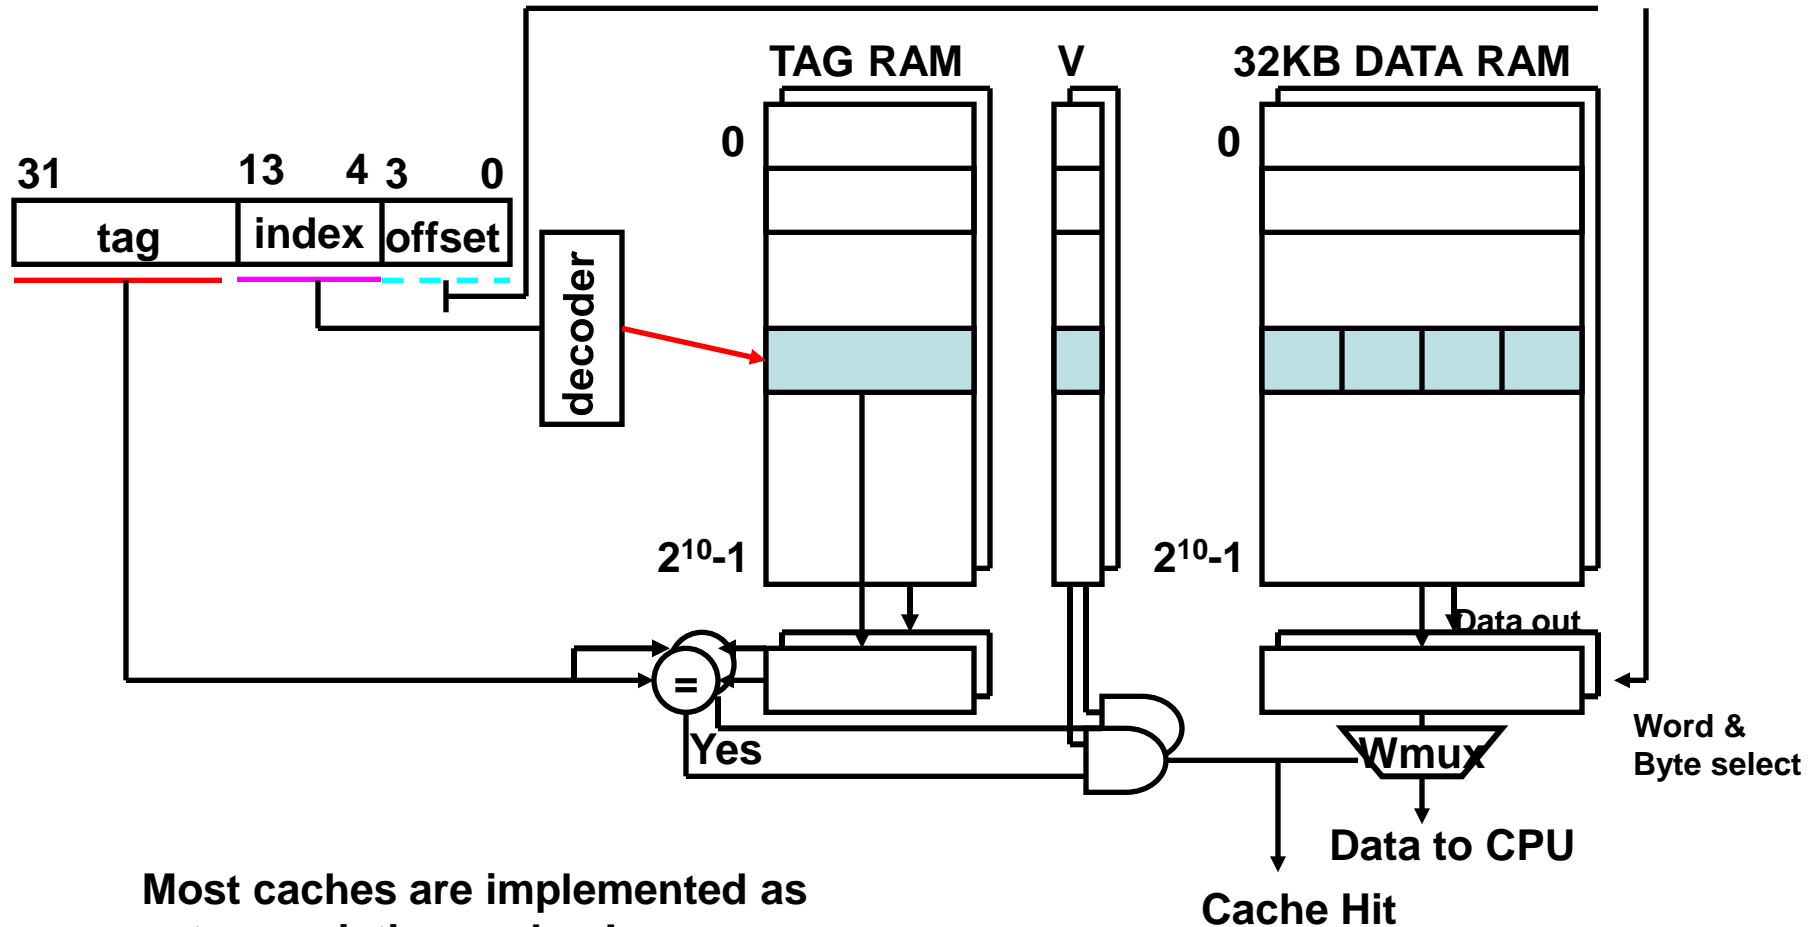 TAG RAM
V
32KB DATA RAM
0
0
31
13
4
3
0
tag
index
offset
decoder
2¹⁰-1
2¹⁰-1
Data out
=
Yes
Wmux
Word &
Byte select
Data to CPU
Cache Hit
Most caches are implemented as